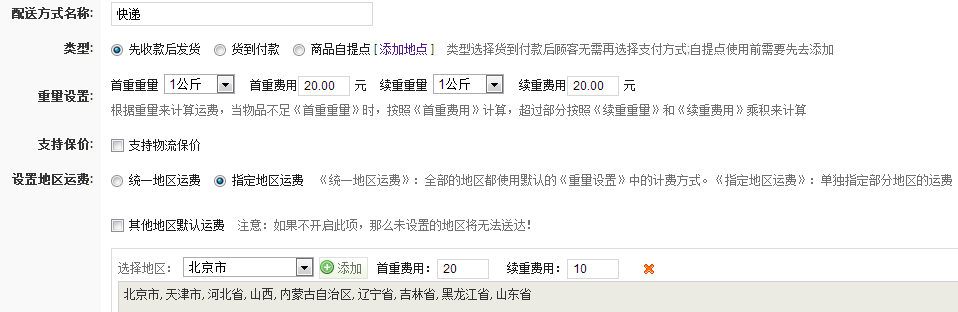 配送方式名称: 快递
类型: 先收款后发货 货到付款 商品自提点 [ 添加地点 ] 类型选择货到付款后顾客无需再选择支付方式;自提点使用前需要先去添加
首重重量 1公斤 首重费用 20.00 元 续重重量 1公斤 续重费用 20.00 元
重量设置:
根据重量来计算运费，当物品不足《首重重量》时，按照《首重费用》计算，超过部分按照《续重重量》和《续重费用》乘积来计算
支持保价: 支持物流保价
设置地区运费: 统一地区运费 指定地区运费 《统一地区运费》：全部的地区都使用默认的《重量设置》中的计费方式。《指定地区运费》：单独指定部分地区的运费
其他地区默认运费 注意：如果不开启此项，那么未设置的地区将无法送达!
选择地区： 北京市 添加 首重费用： 20 续重费用： 10
北京市, 天津市, 河北省, 山西, 内蒙古自治区, 辽宁省, 吉林省, 黑龙江省, 山东省